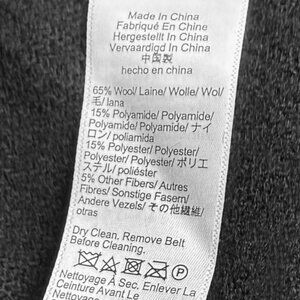 Made In China
Fabriqué En Chine
Hergestellt In China
Vervaardigd In China
中国製
hecho en china
65% Wool/ Laine/ Wolle/ Wol/
毛/ lana
15% Polyamide/ Polyamide/
Polyamide/ Polyamide/ ナイ
ロン/ poliamida
15% Polyester/ Polyester/
Polyester/ Polyester/ ポリエ
ステル/ poliéster
5% Other Fibers/ Autres
Fibres/ Sonstige Fasern/
Andere Vezels/ その他繊維/
otras
Dry Clean, Remove Belt
Before Cleaning.
P
Nettoyage À Sec. Enlever La
Ceinture Avant Le
Nettoyage